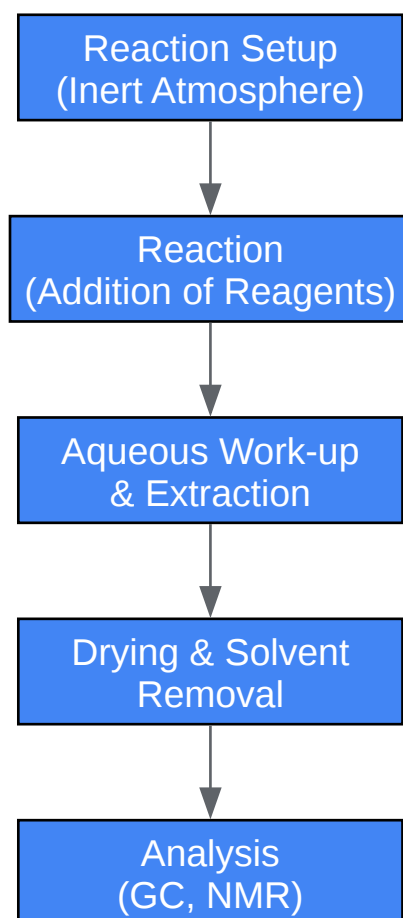 Reaction Setup
(Inert Atmosphere)
Reaction
(Addition of Reagents)
Aqueous Work-up
& Extraction
Drying & Solvent
Removal
Analysis
(GC, NMR)